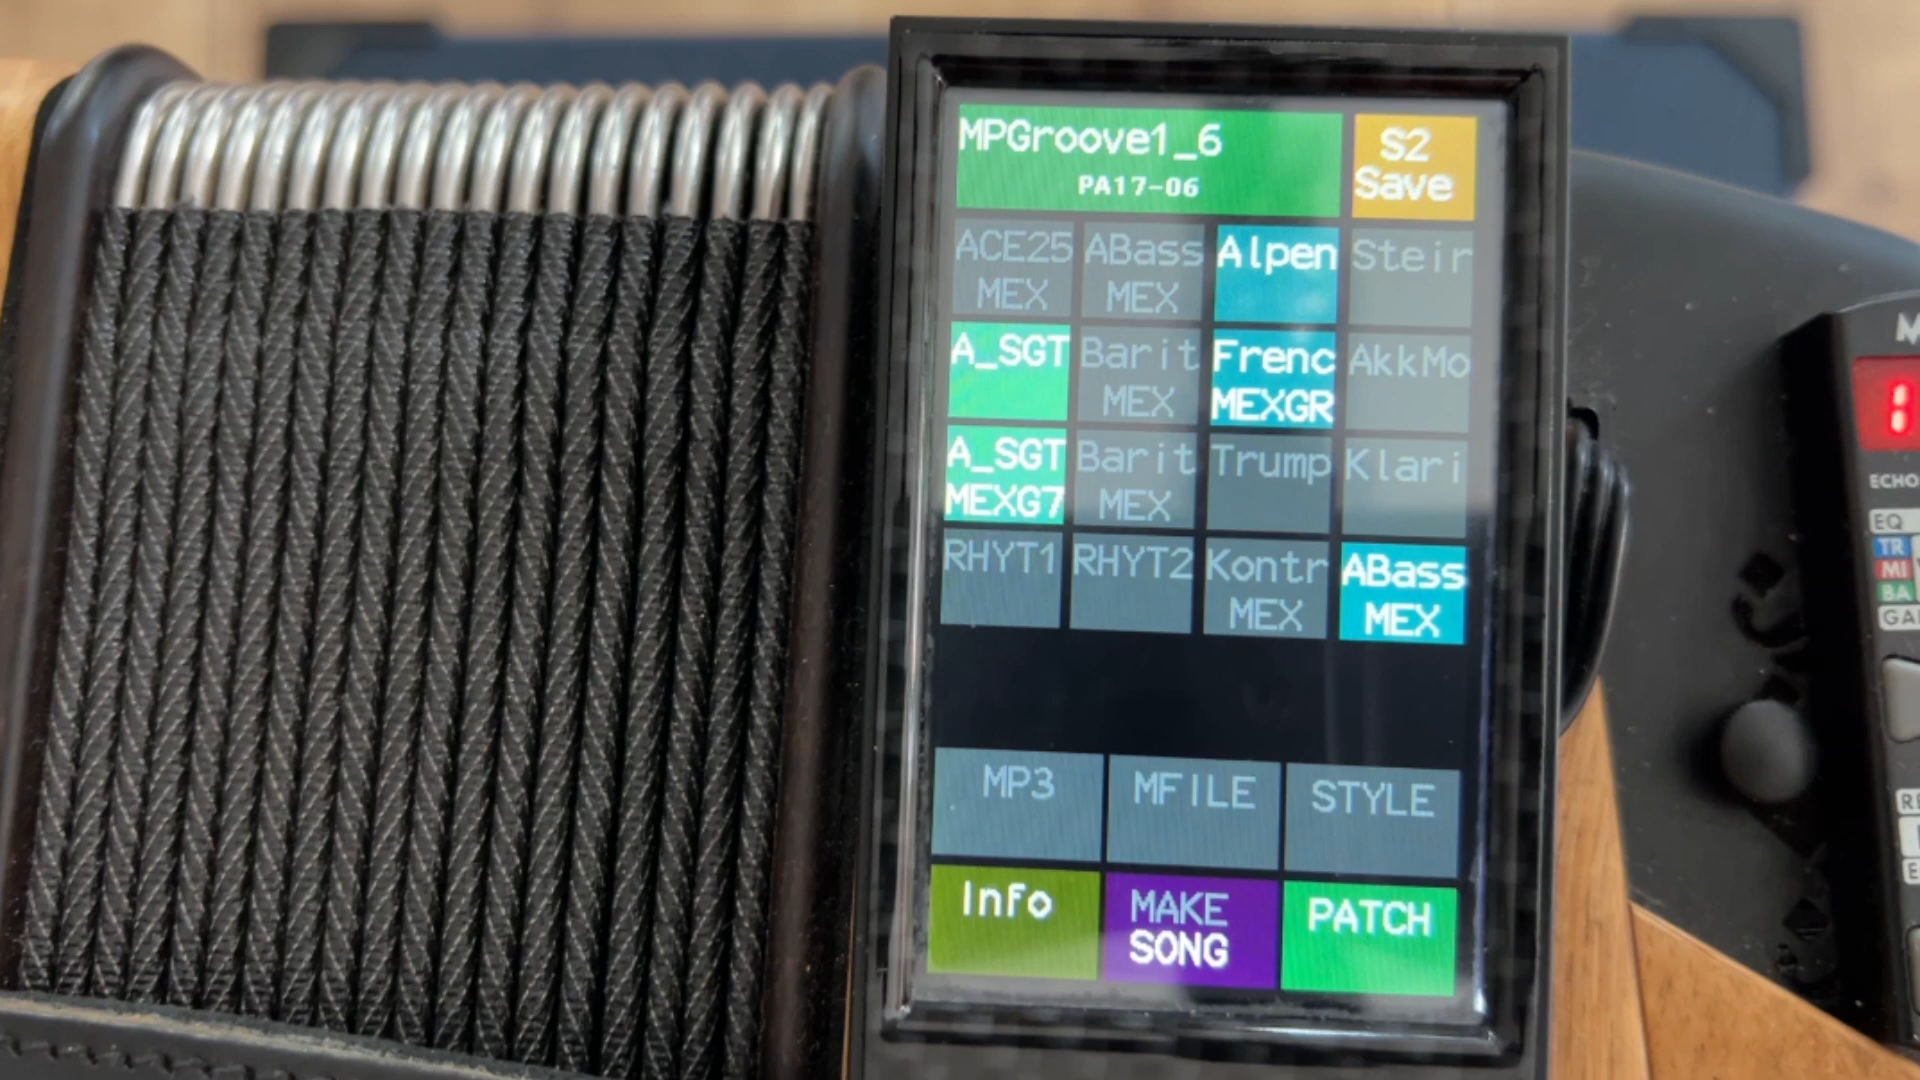 MPGroove1_6
PA17-06
S2
Save
ACE25 ABass Alpen Steir
MEX MEX
A_SGT Barit Frenc AkkMo
MEX MEXGR
A_SGT Barit Trump Klari
MEXG7 MEX
RHYT1 RHYT2 Kontr ABass
MEX MEX
MP3 MFILE STYLE
Info MAKE PATCH
SONG
1
ECHO
EQ
TR
MI
BA